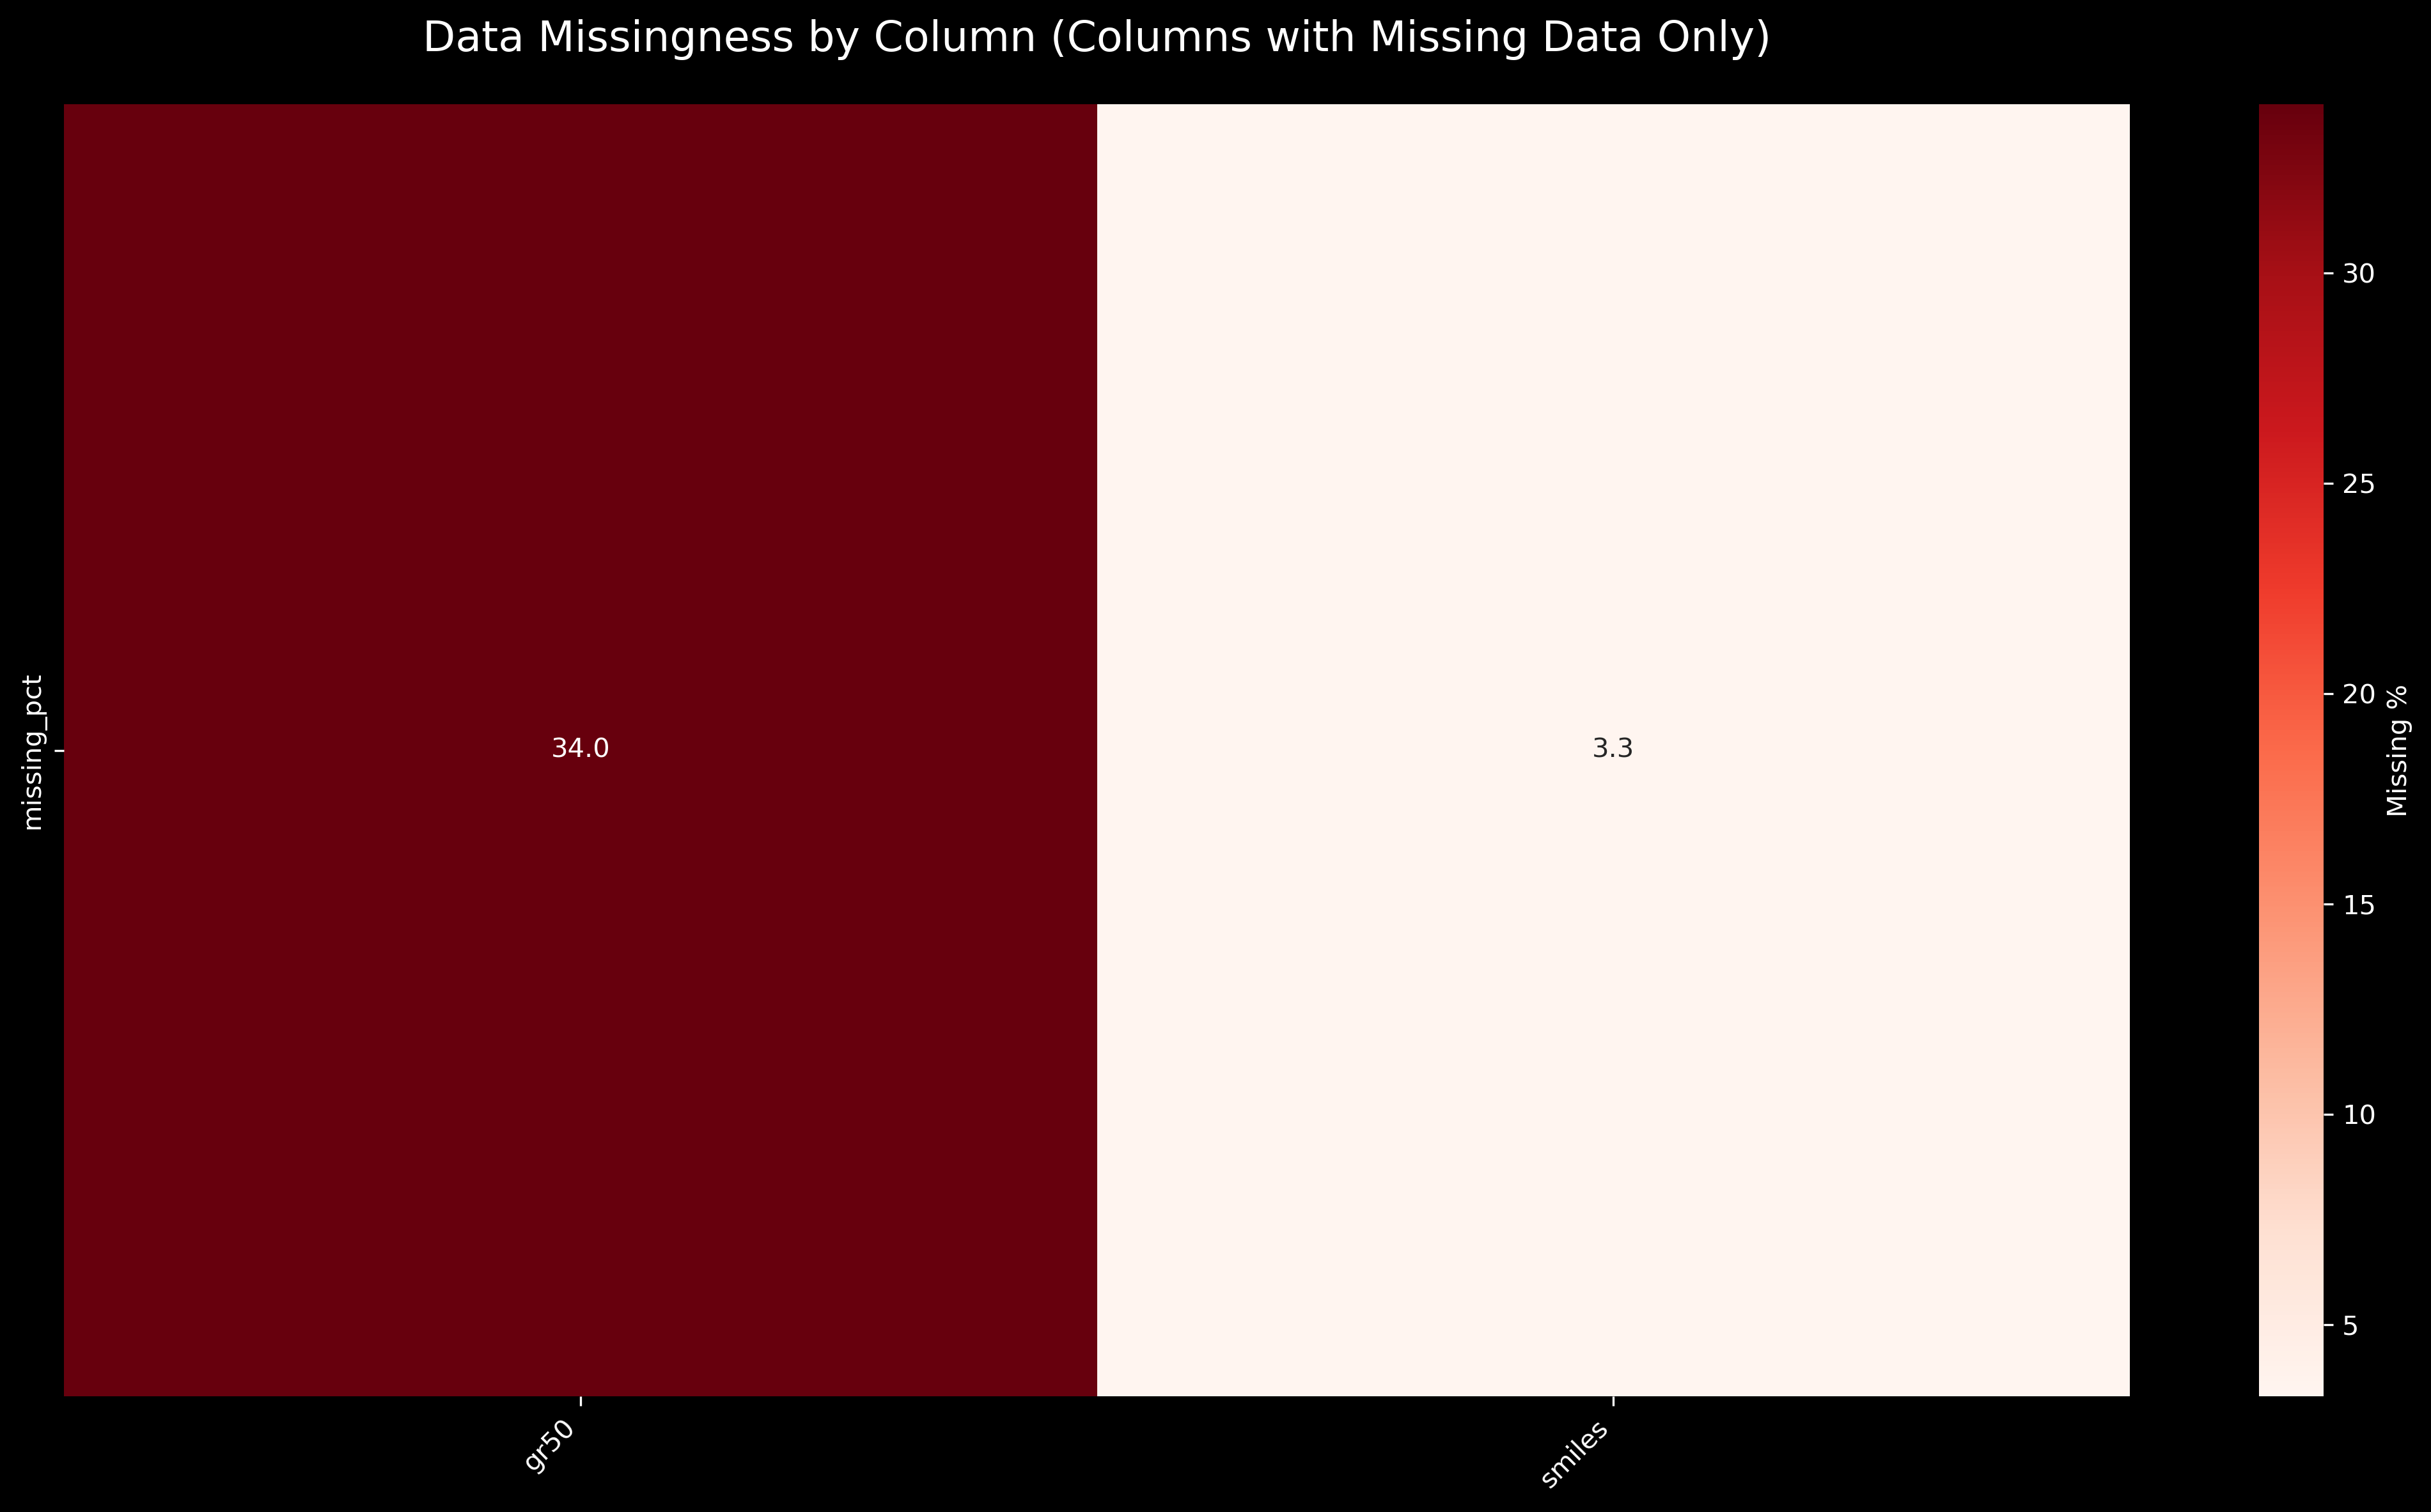 Data Missingness by Column (Columns with Missing Data Only)
missing_pct
34.0
3.3
gr50
smiles
30
25
20
15
10
5
Missing %